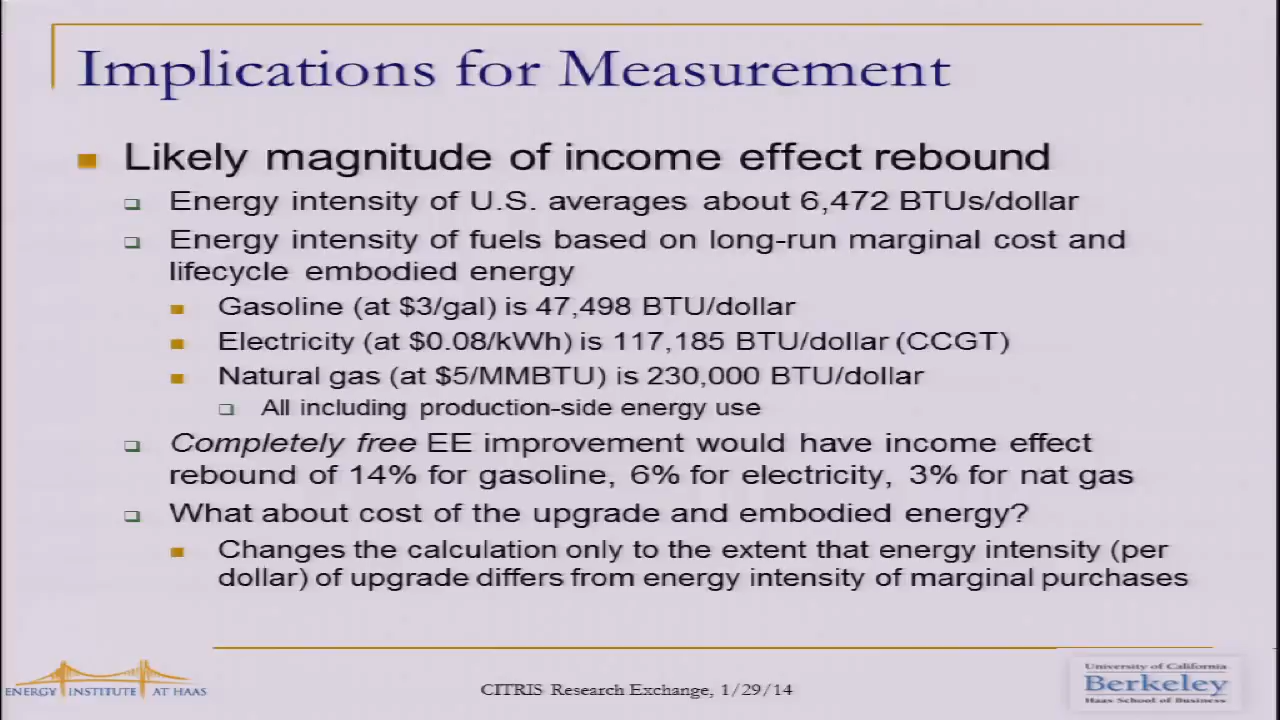 Implications for Measurement
Likely magnitude of income effect rebound
Energy intensity of U.S. averages about 6,472 BTUs/dollar
Energy intensity of fuels based on long-run marginal cost and
lifecycle embodied energy
Gasoline (at $3/gal) is 47,498 BTU/dollar
Electricity (at $0.08/kWh) is 117,185 BTU/dollar (CCGT)
Natural gas (at $5/MMBTU) is 230,000 BTU/dollar
All including production-side energy use
Completely free EE improvement would have income effect
rebound of 14% for gasoline, 6% for electricity, 3% for nat gas
What about cost of the upgrade and embodied energy?
Changes the calculation only to the extent that energy intensity (per
dollar) of upgrade differs from energy intensity of marginal purchases
ENERGY INSTITUTE AT HAAS
CITRIS Research Exchange, 1/29/14
University of California
Berkeley
Haas School of Business